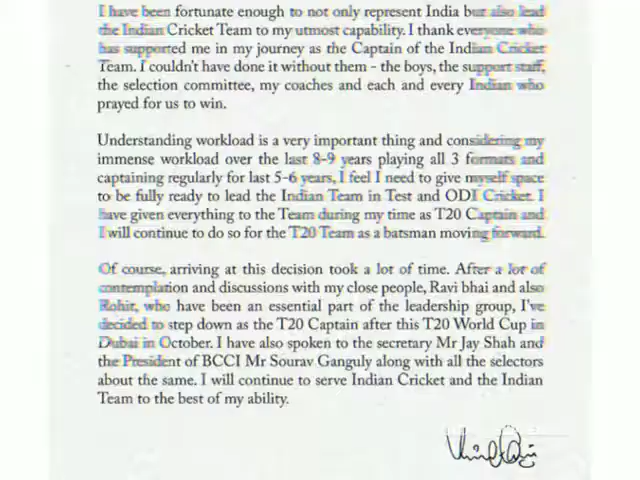 I have been fortunate enough to not only represent India but also lead
the Indian Cricket Team to my utmost capability. I thank everyone who
has supported me in my journey as the Captain of the Indian Cricket
Team. I couldn't have done it without them - the boys, the support staff,
the selection committee, my coaches and each and every Indian who
prayed for us to win.
Understanding workload is a very important thing and considering my
immense workload over the last 8-9 years playing all 3 formats and
captaining regularly for last 5-6 years, I feel I need to give myself space
to be fully ready to lead the Indian Team in Test and ODI Cricket. I
have given everything to the Team during my time as T20 Captain and
I will continue to do so for the T20 Team as a batsman moving forward.
Of course, arriving at this decision took a lot of time. After a lot of
contemplation and discussions with my close people, Ravi bhai and also
Rohit, who have been an essential part of the leadership group, I've
decided to step down as the T20 Captain after this T20 World Cup in
Dubai in October. I have also spoken to the secretary Mr Jay Shah and
the President of BCCI Mr Sourav Ganguly along with all the selectors
about the same. I will continue to serve Indian Cricket and the Indian
Team to the best of my ability.